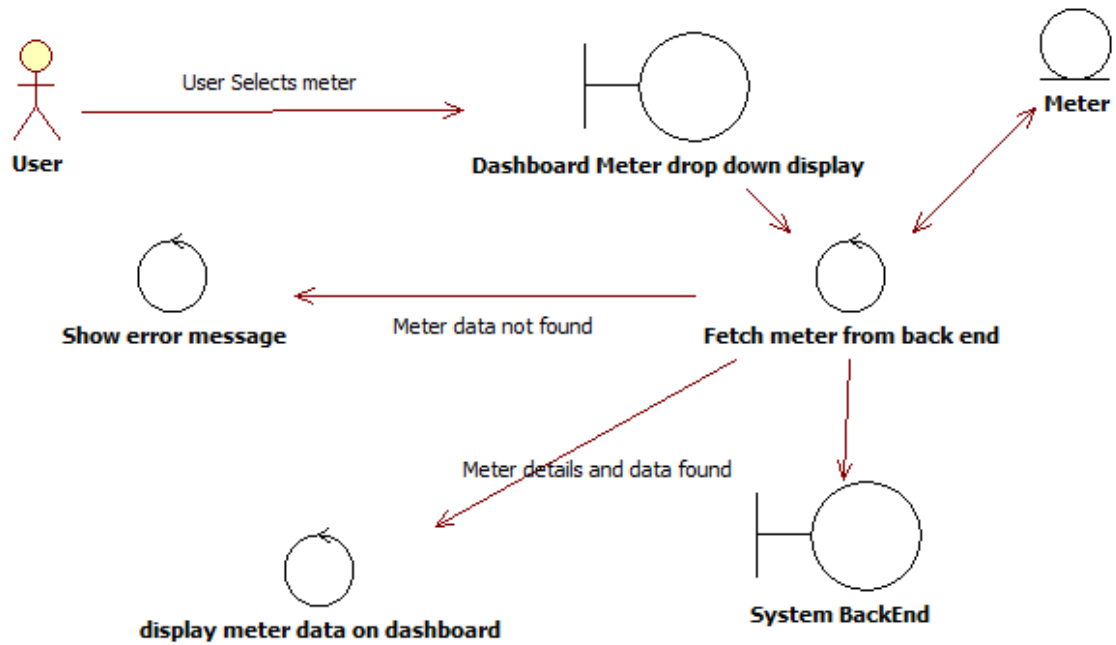 User Selects meter
User
Dashboard Meter drop down display
Meter
Show error message
Meter data not found
Fetch meter from back end
Meter details and data found
display meter data on dashboard
System BackEnd